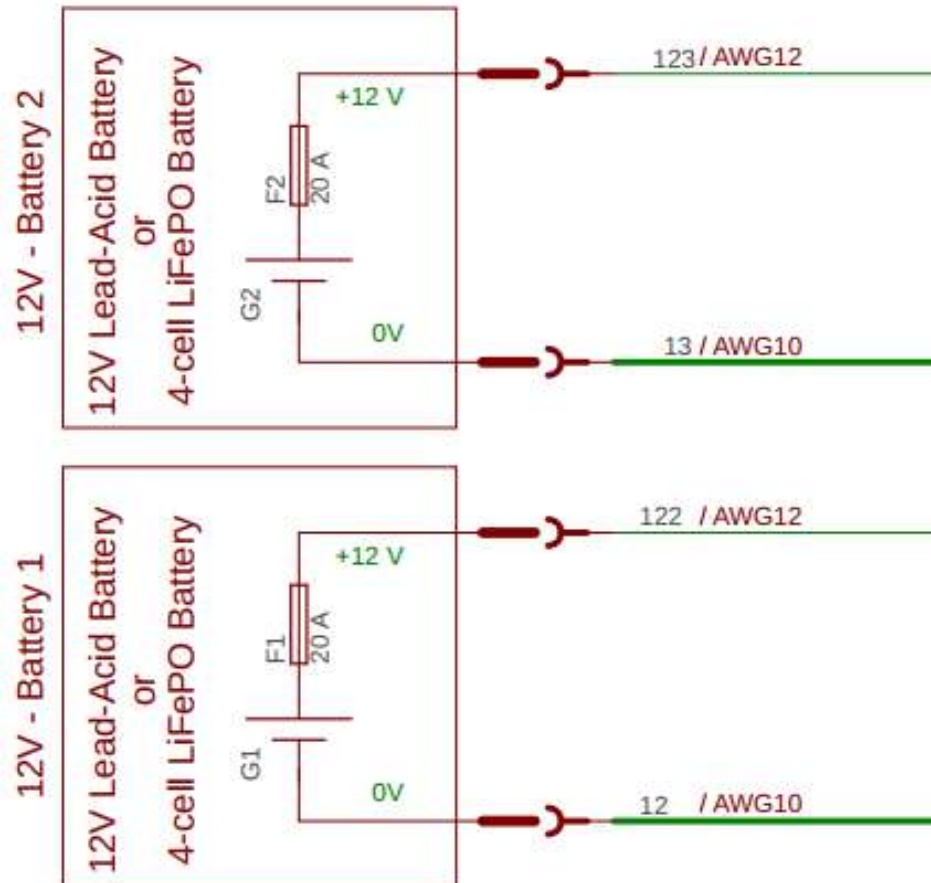 12V - Battery 2
12V Lead-Acid Battery
or
4-cell LiFePO Battery
+12 V
F2
20 A
G2
0V
123 / AWG12
13 / AWG10
12V - Battery 1
12V Lead-Acid Battery
or
4-cell LiFePO Battery
+12 V
F1
20 A
G1
0V
122 / AWG12
12 / AWG10